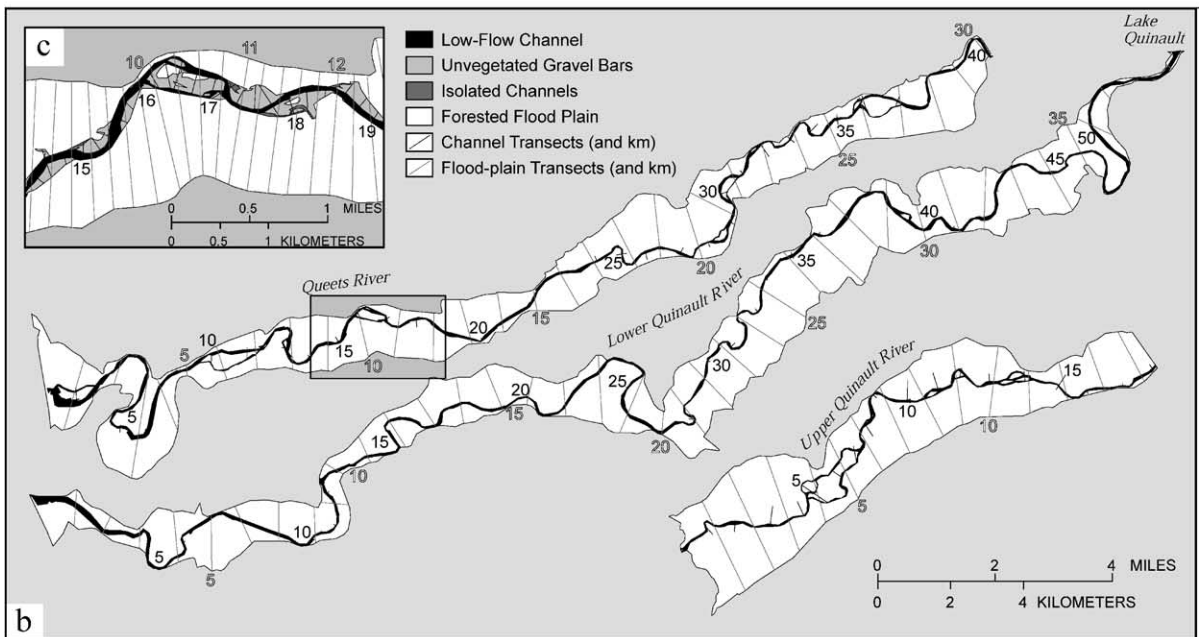 c
10
11
12
16
17
18
19
15
0 0.5 1 MILES
0 0.5 1 KILOMETERS
Low-Flow Channel
Unvegetated Gravel Bars
Isolated Channels
Forested Flood Plain
Channel Transects (and km)
Flood-plain Transects (and km)
Queets River
5
5
10
15
10
20
15
25
20
30
35
25
40
30
Lake
Quinault
Lower Quinault River
5
5
10
10
15
15
20
25
20
30
25
35
40
30
45
35
50
Upper Quinault River
5
5
10
10
15
0 2 4 MILES
0 2 4 KILOMETERS
b